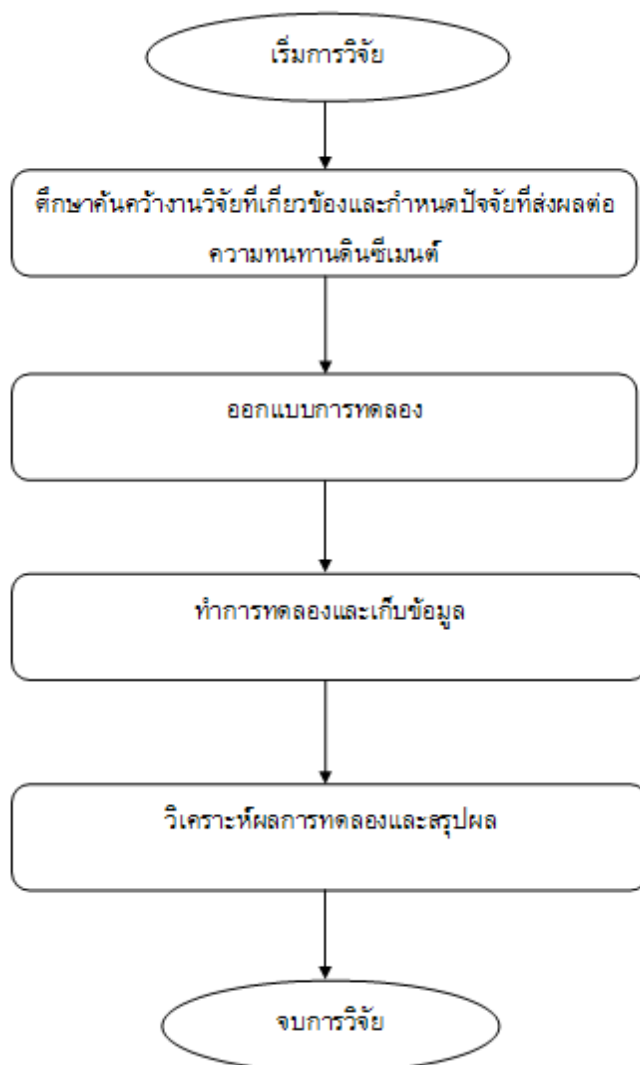 เริ่มการวิจัย
ศึกษาค้นคว้างานวิจัยที่เกี่ยวข้องและกำหนดปัจจัยที่ส่งผลต่อ
ความทนทานดินซีเมนต์
ออกแบบการทดลอง
ทำการทดลองและเก็บข้อมูล
วิเคราะห์ผลการทดลองและสรุปผล
จบการวิจัย